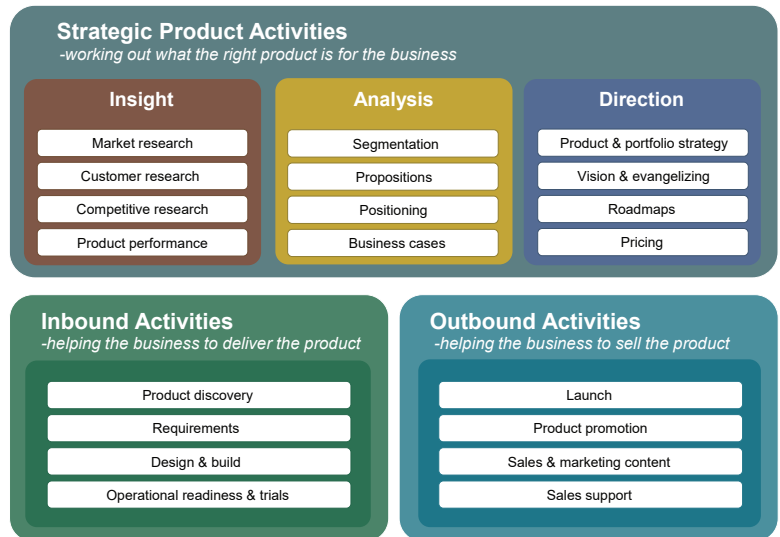 Strategic Product Activities
-working out what the right product is for the business
Insight
Market research
Customer research
Competitive research
Product performance
Analysis
Segmentation
Propositions
Positioning
Business cases
Direction
Product & portfolio strategy
Vision & evangelizing
Roadmaps
Pricing
Inbound Activities
-helping the business to deliver the product
Product discovery
Requirements
Design & build
Operational readiness & trials
Outbound Activities
-helping the business to sell the product
Launch
Product promotion
Sales & marketing content
Sales support